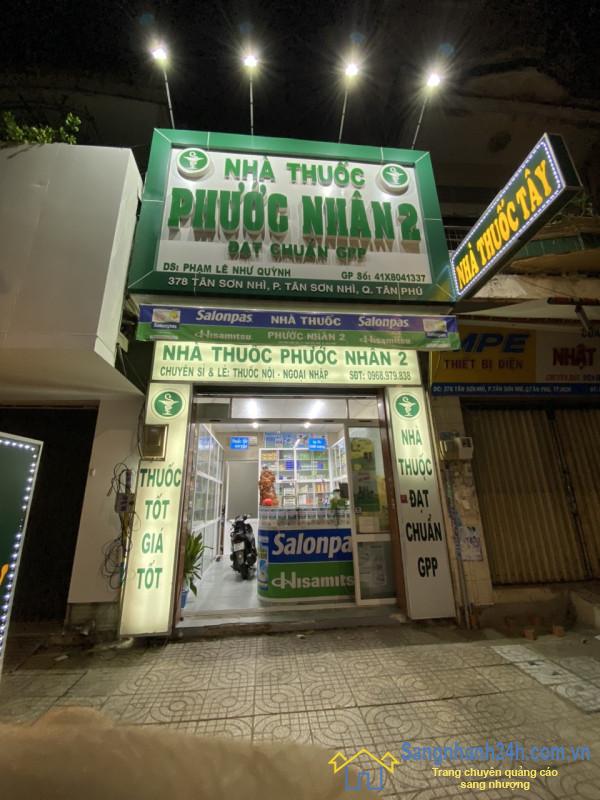 NHÀ THUỐC
PHƯỚC NHÂN 2
ĐẠT CHUẨN GPP
DS: PHẠM LÊ NHƯ QUỲNH
GP Số: 41X8041337
378 TÂN SƠN NHÌ, P. TÂN SƠN NHÌ, Q. TÂN PHÚ
NHÀ THUỐC TÂY
Salonpas
NHÀ THUỐC
Salonpas
Hisamitsu
PHƯỚC NHÂN 2
Hisamitsu
NHÀ THUỐC PHƯỚC NHÂN 2
CHUYÊN SỈ & LẺ: THUỐC NỘI - NGOẠI NHẬP
SĐT: 0968.979.838
THUỐC
TỐT
GIÁ
TỐT
NHÀ
THUỐC
ĐẠT
CHUẨN
GPP
Salonpa
Hisamits
MPE
THIẾT BỊ ĐIỆN
NHẬT
Sangnhanh24h.com.vn
Trang chuyên quảng cáo
sang nhượng